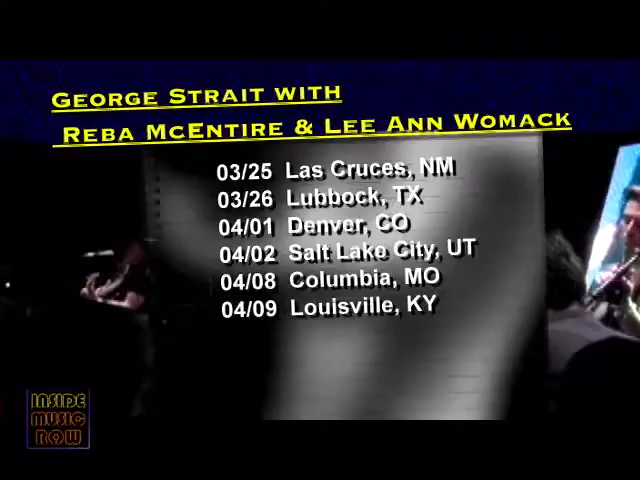 GEORGE STRAIT WITH
REBA MCENTIRE & LEE ANN WOMACK
03/25 Las Cruces, NM
03/26 Lubbock, TX
04/01 Denver, CO
04/02 Salt Lake City, UT
04/08 Columbia, MO
04/09 Louisville, KY
INSIDE
MUSIC
ROW